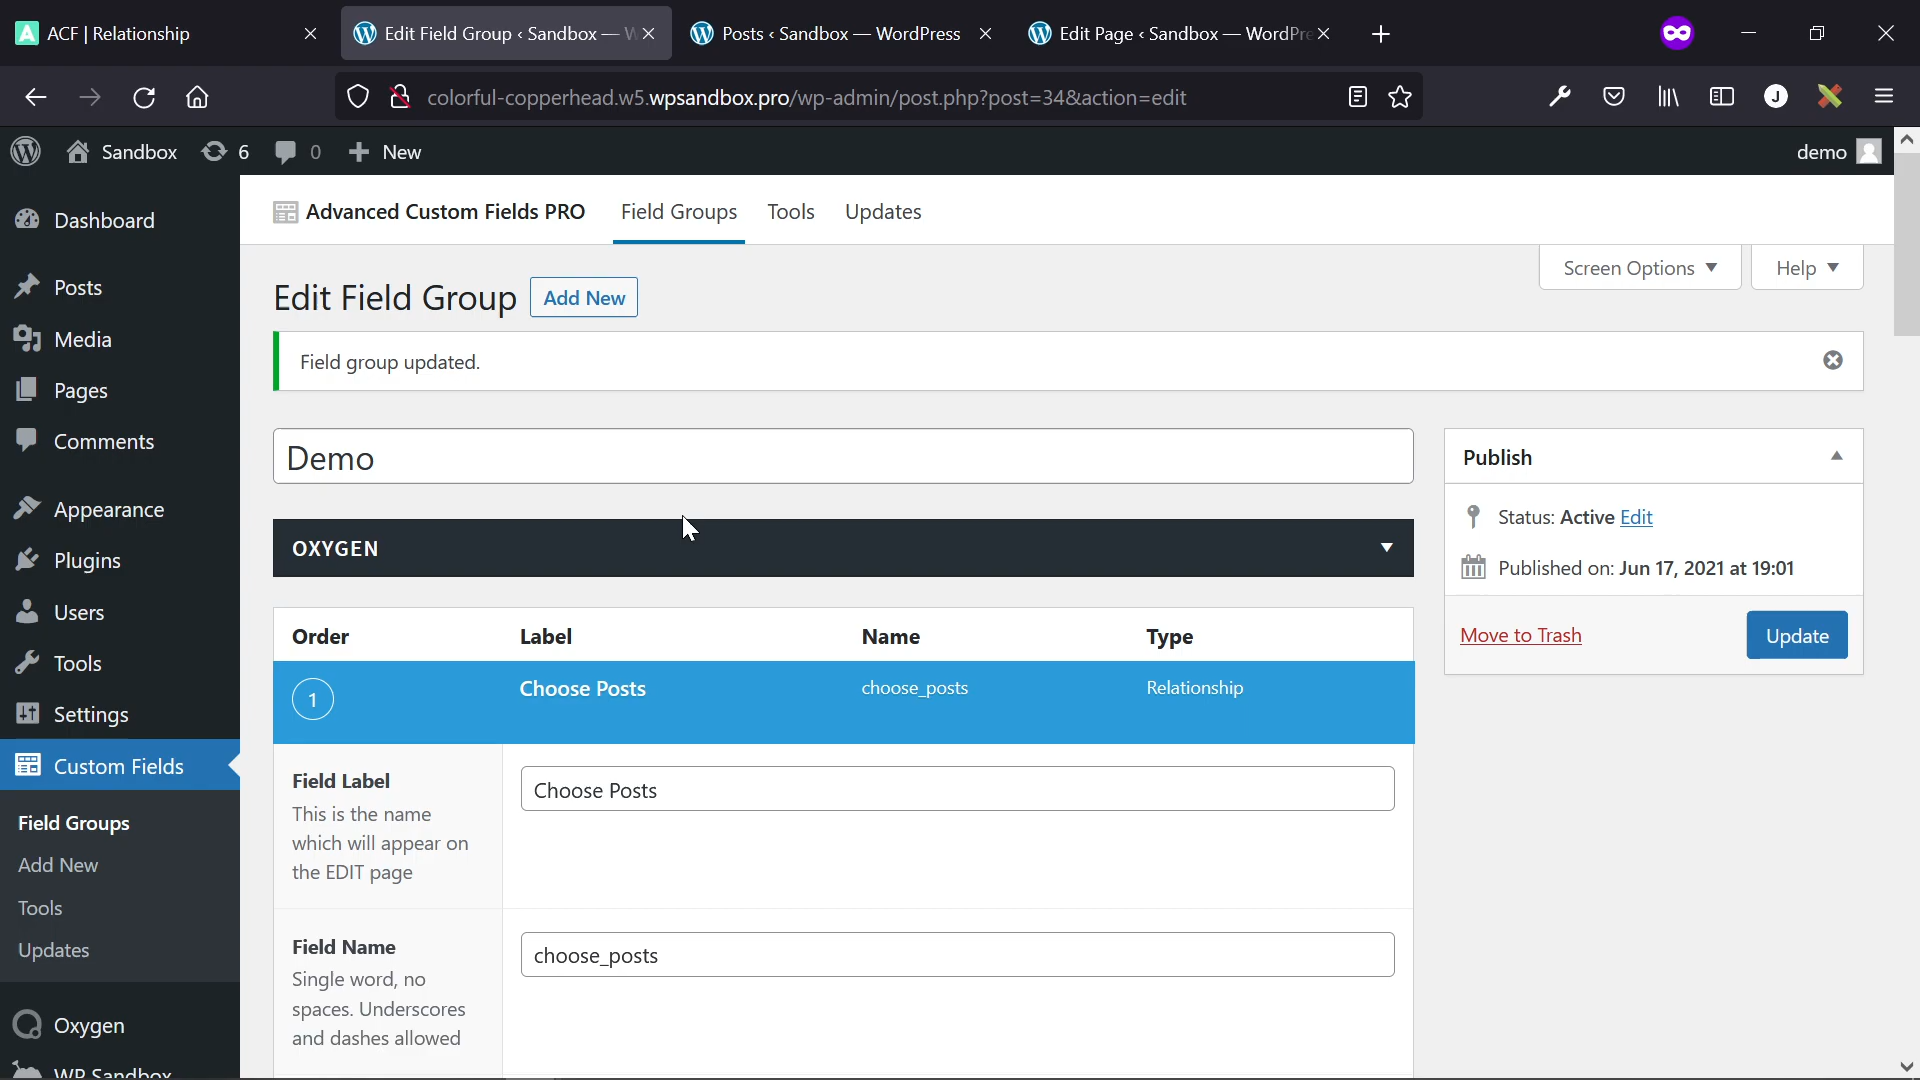 ACF | Relationship
Edit Field Group ‹ Sandbox — W
Posts ‹ Sandbox — WordPress
Edit Page ‹ Sandbox — WordPre
colorful-copperhead.w5.wpsandbox.pro/wp-admin/post.php?post=34&action=edit
J
Sandbox
6
0
New
demo
Dashboard
Posts
Media
Pages
Comments
Appearance
Plugins
Users
Tools
Settings
Custom Fields
Field Groups
Add New
Tools
Updates
Oxygen
WP Sandbox
Advanced Custom Fields PRO
Field Groups
Tools
Updates
Screen Options
Help
Edit Field Group
Add New
Field group updated.
Demo
OXYGEN
Order
Label
Name
Type
1
Choose Posts
choose_posts
Relationship
Field Label
This is the name
which will appear on
the EDIT page
Choose Posts
Field Name
Single word, no
spaces. Underscores
and dashes allowed
choose_posts
Publish
Status: Active Edit
Published on: Jun 17, 2021 at 19:01
Move to Trash
Update